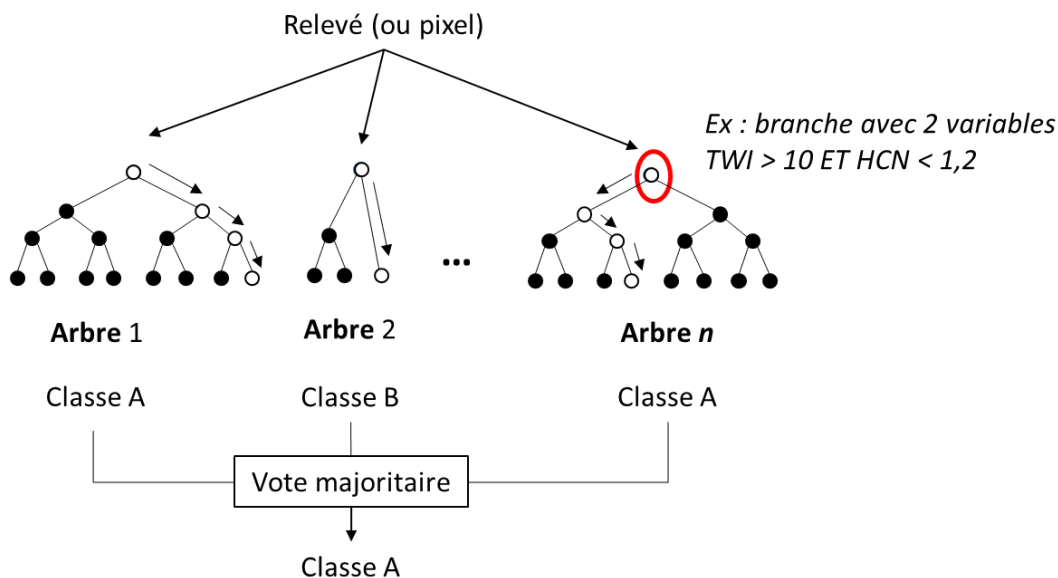 Relevé (ou pixel)
Ex : branche avec 2 variables
TWI > 10 ET HCN < 1,2
...
Arbre 1
Arbre 2
Arbre n
Classe A
Classe B
Classe A
Vote majoritaire
Classe A